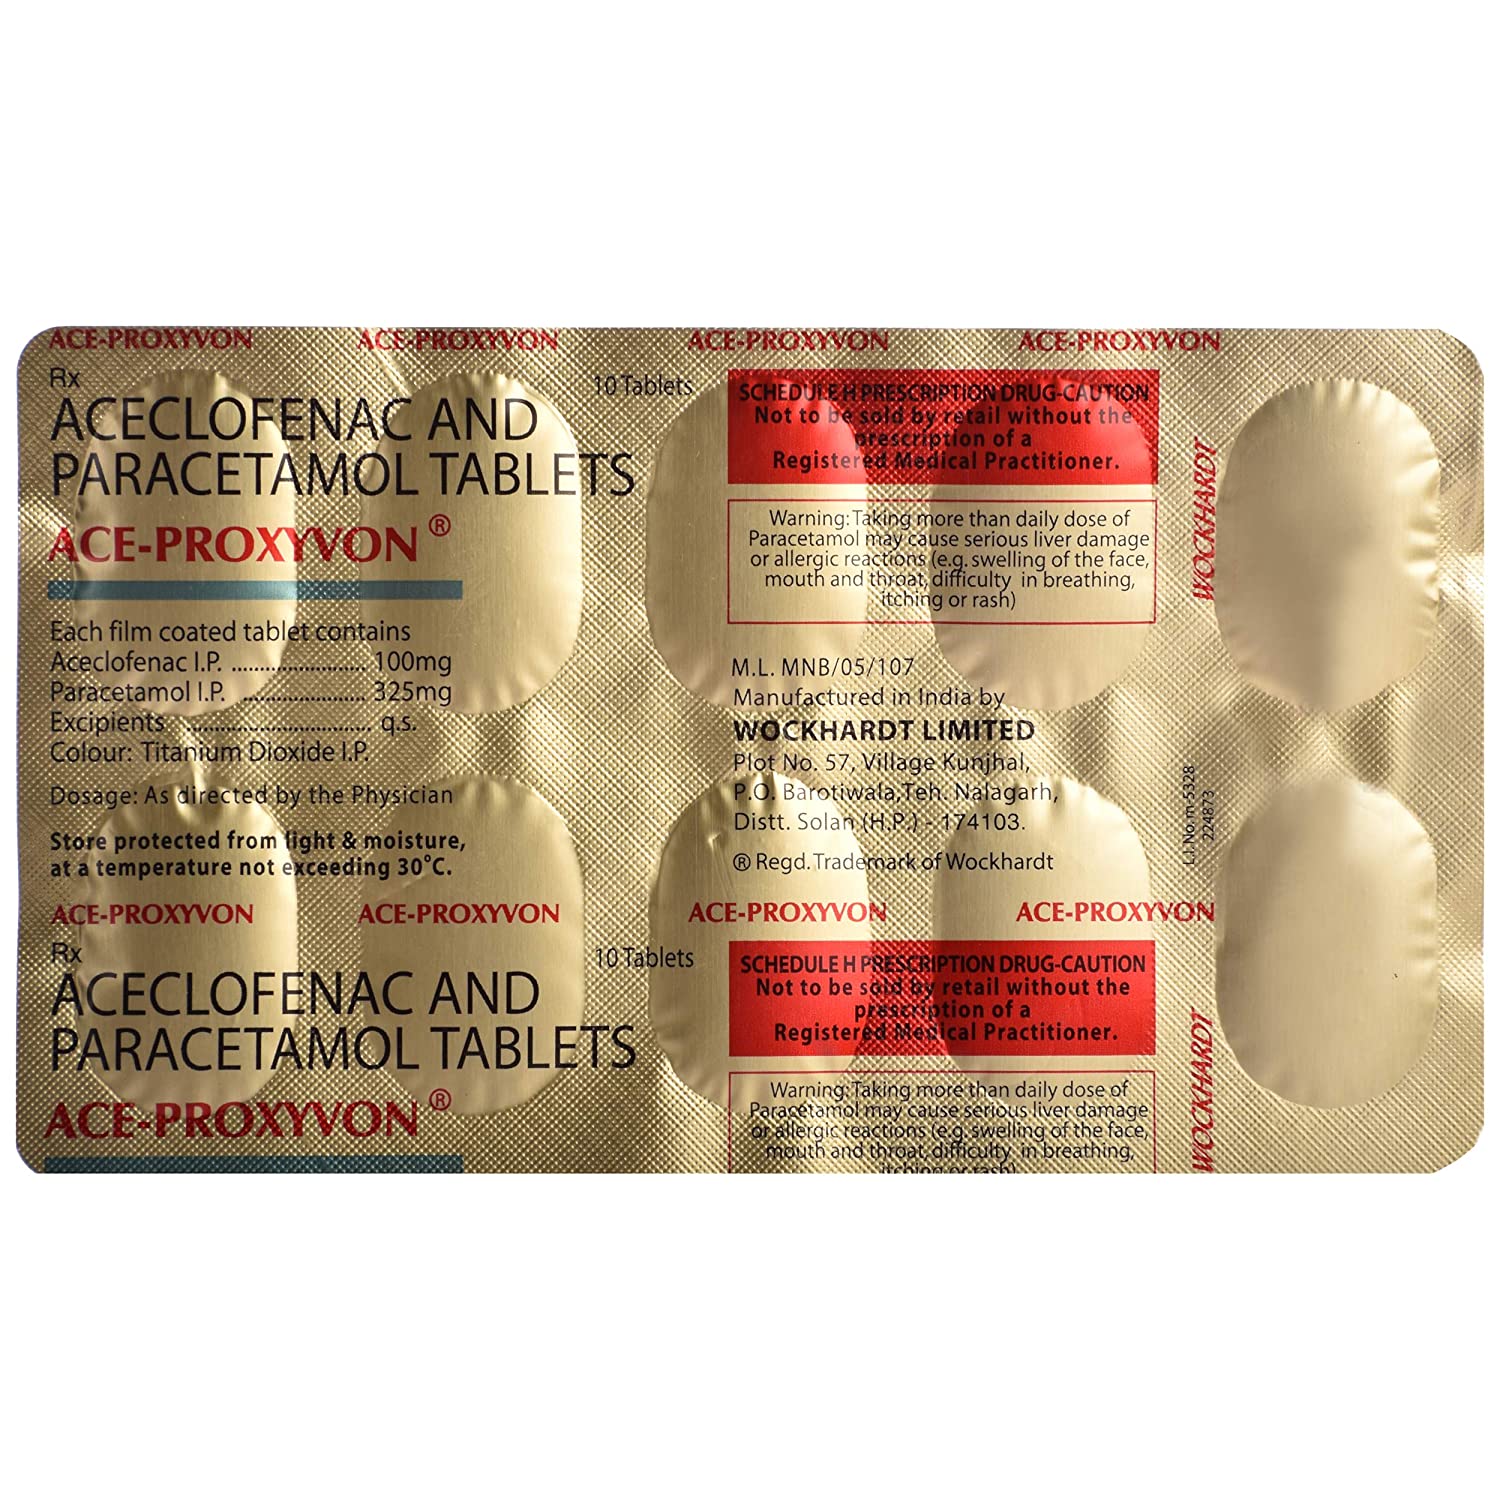 ACE-PROXYVON ACE-PROXYVON ACE-PROXYVON ACE-PROXYVON
Rx
10 Tablets
ACECLOFENAC AND
PARACETAMOL TABLETS
ACE-PROXYVON®
Each film coated tablet contains
Aceclofenac I.P. ........................ 100mg
Paracetamol I.P. ...................... 325mg
Excipients ................................. q.s.
Colour: Titanium Dioxide I.P.
Dosage: As directed by the Physician
Store protected from light & moisture,
at a temperature not exceeding 30°C.
SCHEDULE H PRESCRIPTION DRUG-CAUTION
Not to be sold by retail without the
prescription of a
Registered Medical Practitioner.
Warning: Taking more than daily dose of
Paracetamol may cause serious liver damage
or allergic reactions (e.g. swelling of the face,
mouth and throat, difficulty in breathing,
itching or rash)
M.L. MNB/05/107
Manufactured in India by
WOCKHARDT LIMITED
Plot No. 57, Village Kunjhal,
P.O. Barotiwala, Teh. Nalagarh,
Distt. Solan (H.P.) - 174103.
® Regd. Trademark of Wockhardt
WOCKHARDT
L.I. No. m-5328
224873
ACE-PROXYVON ACE-PROXYVON ACE-PROXYVON ACE-PROXYVON
Rx
10 Tablets
ACECLOFENAC AND
PARACETAMOL TABLETS
ACE-PROXYVON®
SCHEDULE H PRESCRIPTION DRUG-CAUTION
Not to be sold by retail without the
prescription of a
Registered Medical Practitioner.
Warning: Taking more than daily dose of
Paracetamol may cause serious liver damage
or allergic reactions (e.g. swelling of the face,
mouth and throat, difficulty in breathing,
itching or rash)
WOCKHARDT